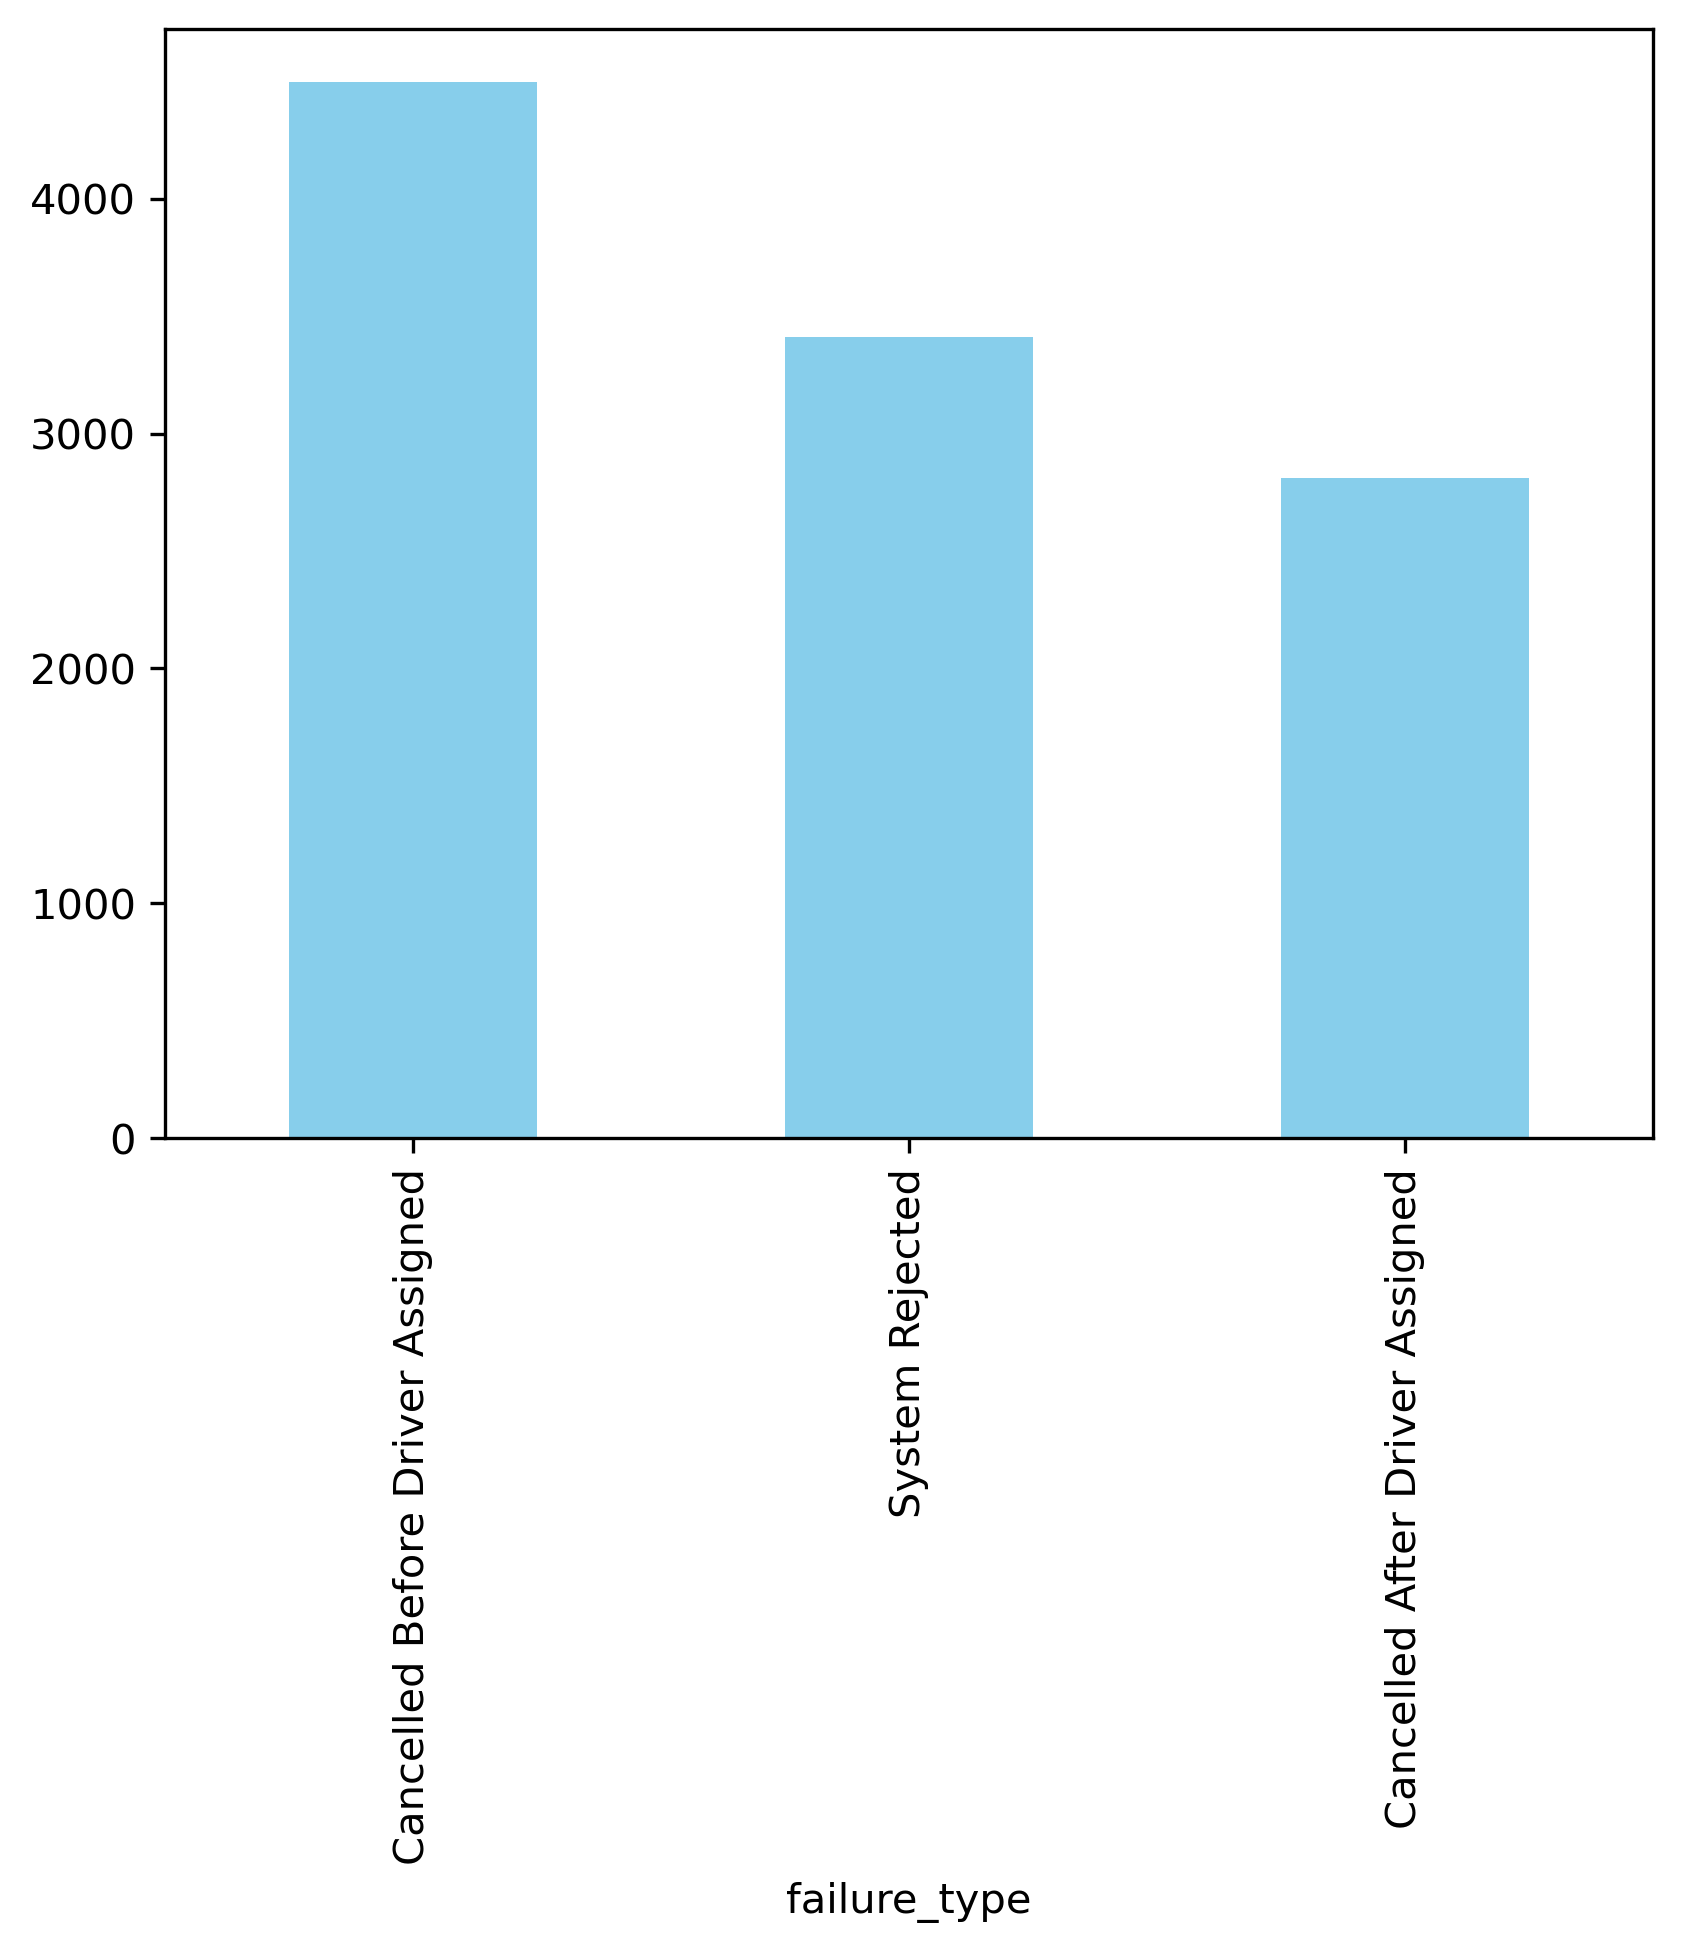 4000
3000
2000
1000
0
Cancelled Before Driver Assigned
System Rejected
Cancelled After Driver Assigned
failure_type